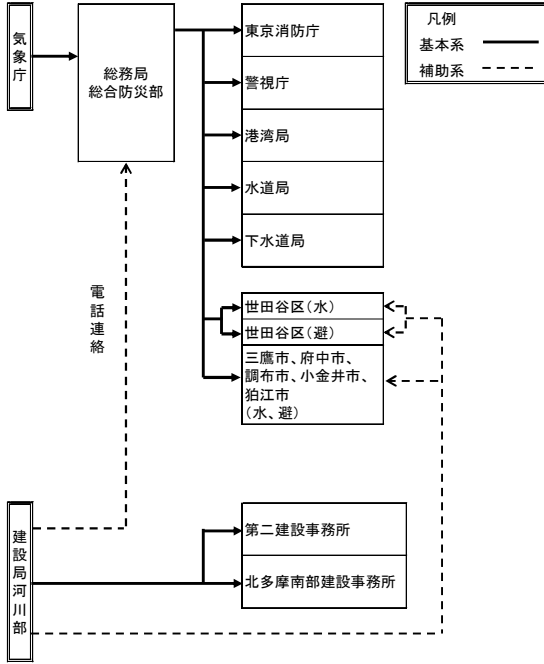 気象庁
総務局
総合防災部
東京消防庁
警視庁
港湾局
水道局
下水道局
世田谷区(水)
世田谷区(避)
三鷹市、府中市、
調布市、小金井市、
狛江市
(水、避)
凡例
基本系
補助系
電話連絡
建設局河川部
第二建設事務所
北多摩南部建設事務所